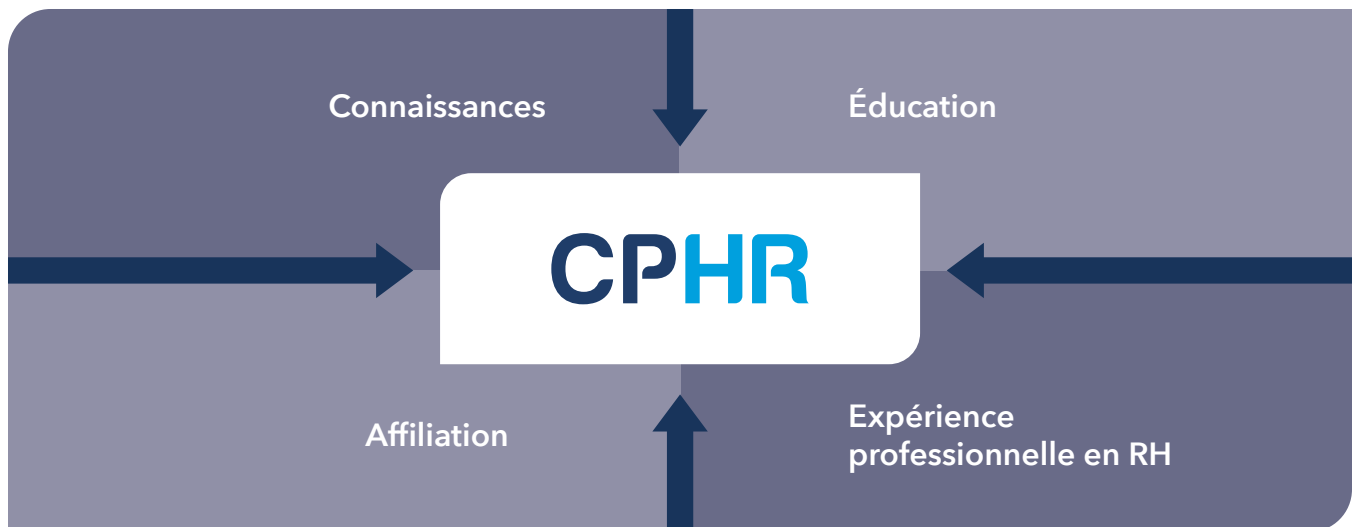 Connaissances
Éducation
CPHR
Affiliation
Expérience
professionnelle en RH